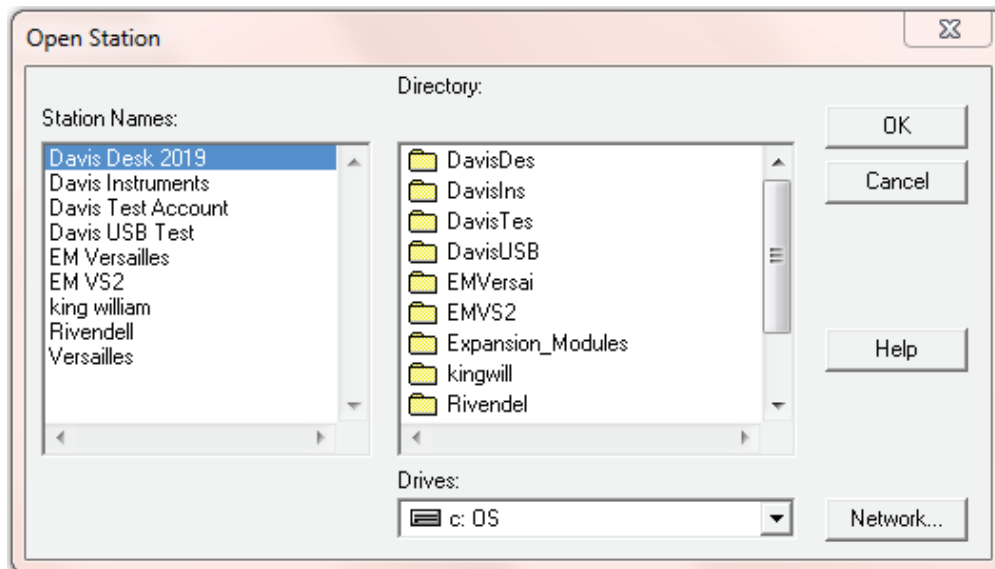 Open Station
Directory:
Station Names:
Davis Desk 2019
Davis Instruments
Davis Test Account
Davis USB Test
EM Versailles
EM VS2
king william
Rivendell
Versailles
DavisDes
DavisIns
DavisTes
DavisUSB
EMVersai
EMVS2
Expansion_Modules
kingwill
Rivendel
OK
Cancel
Help
Drives:
c: OS
Network...